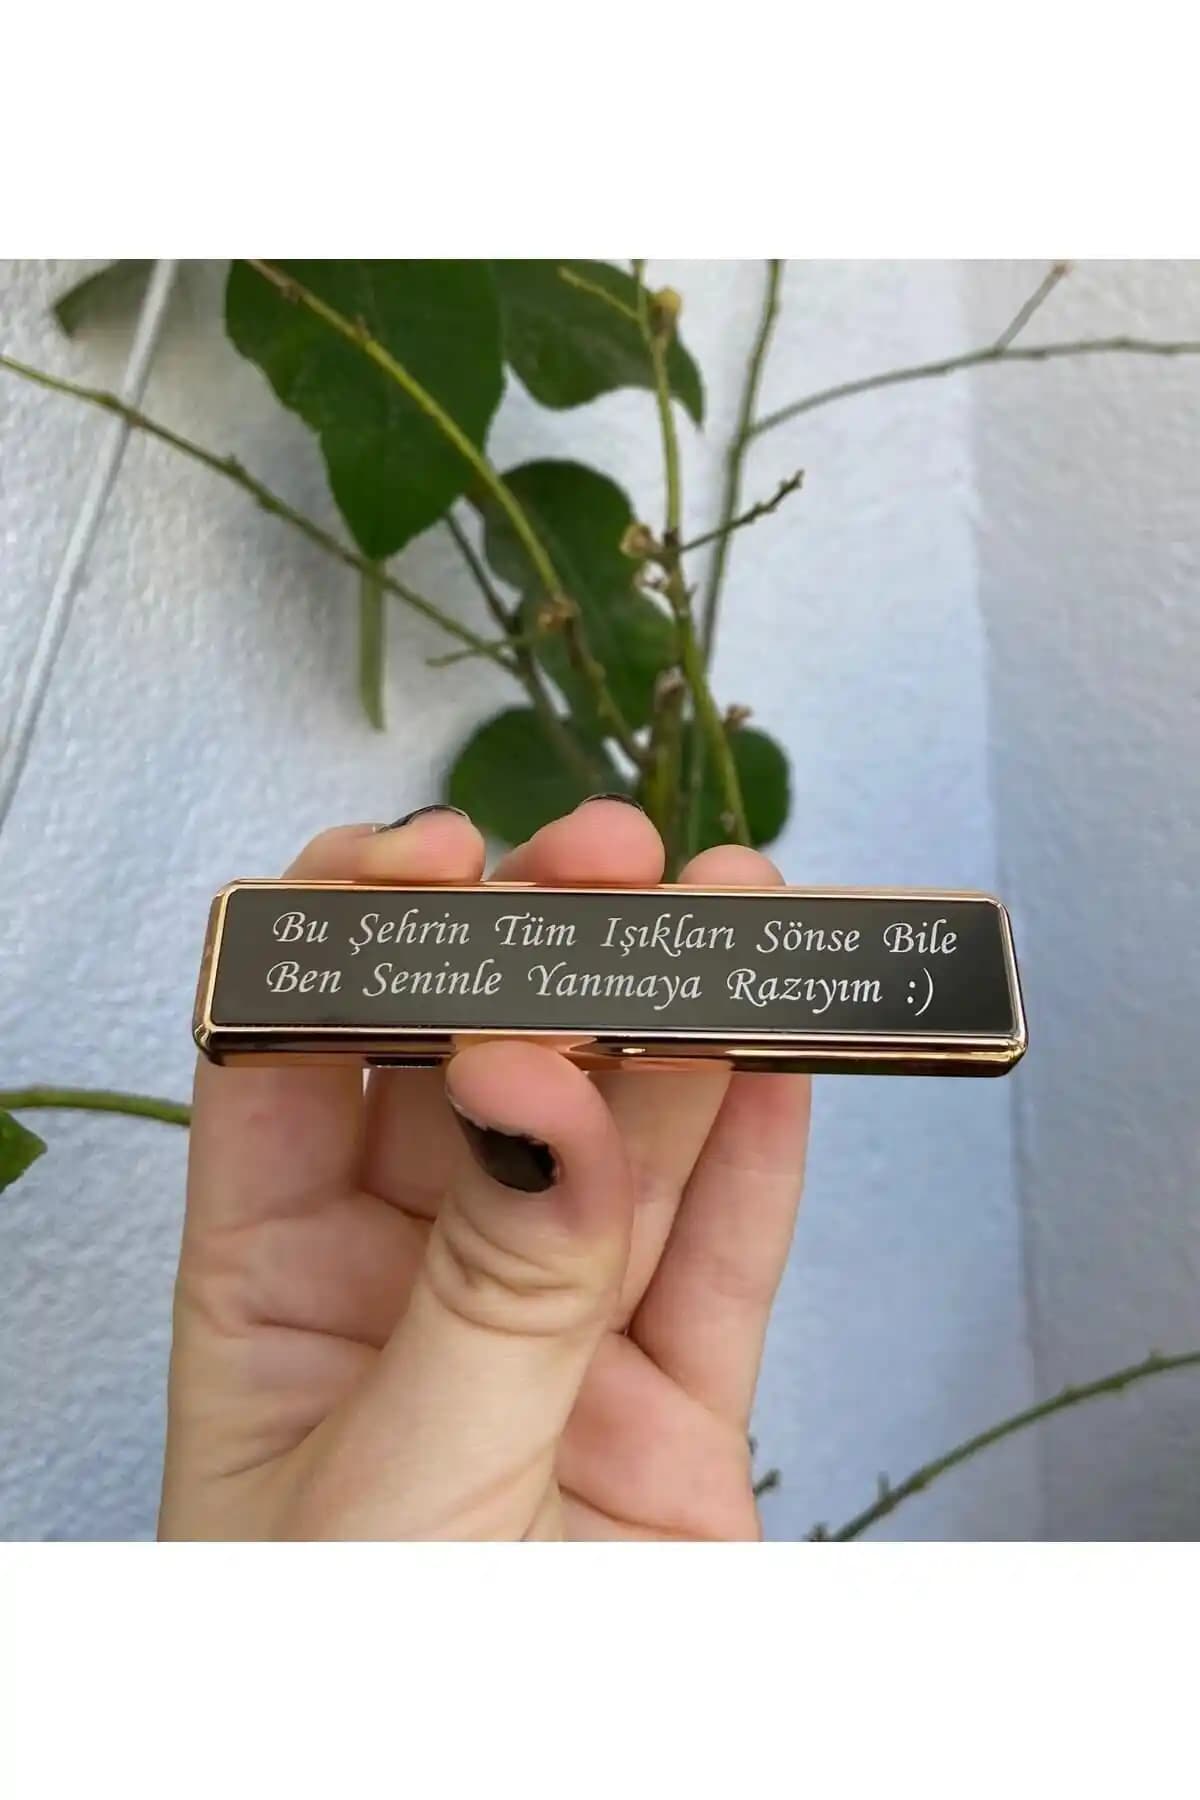 Bu Şehrin Tüm Işıkları Sönse Bile
Ben Seninle Yanmaya Razıyım :)